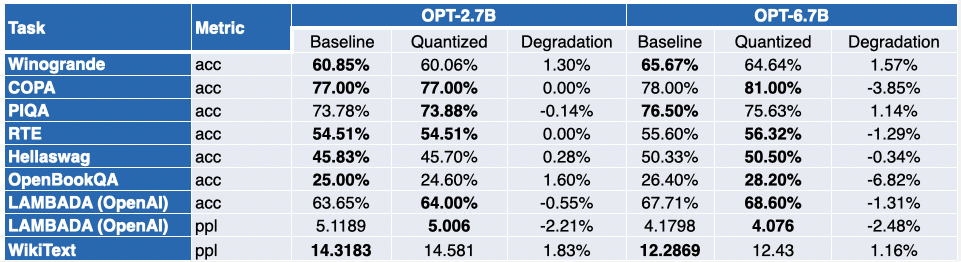 Task Metric OPT-2.7B OPT-6.7B
Baseline Quantized Degradation Baseline Quantized Degradation
Winogrande acc 60.85% 60.06% 1.30% 65.67% 64.64% 1.57%
COPA acc 77.00% 77.00% 0.00% 78.00% 81.00% -3.85%
PIQA acc 73.78% 73.88% -0.14% 76.50% 75.63% 1.14%
RTE acc 54.51% 54.51% 0.00% 55.60% 56.32% -1.29%
Hellaswag acc 45.83% 45.70% 0.28% 50.33% 50.50% -0.34%
OpenBookQA acc 25.00% 24.60% 1.60% 26.40% 28.20% -6.82%
LAMBADA (OpenAI) acc 63.65% 64.00% -0.55% 67.71% 68.60% -1.31%
LAMBADA (OpenAI) ppl 5.1189 5.006 -2.21% 4.1798 4.076 -2.48%
WikiText ppl 14.3183 14.581 1.83% 12.2869 12.43 1.16%